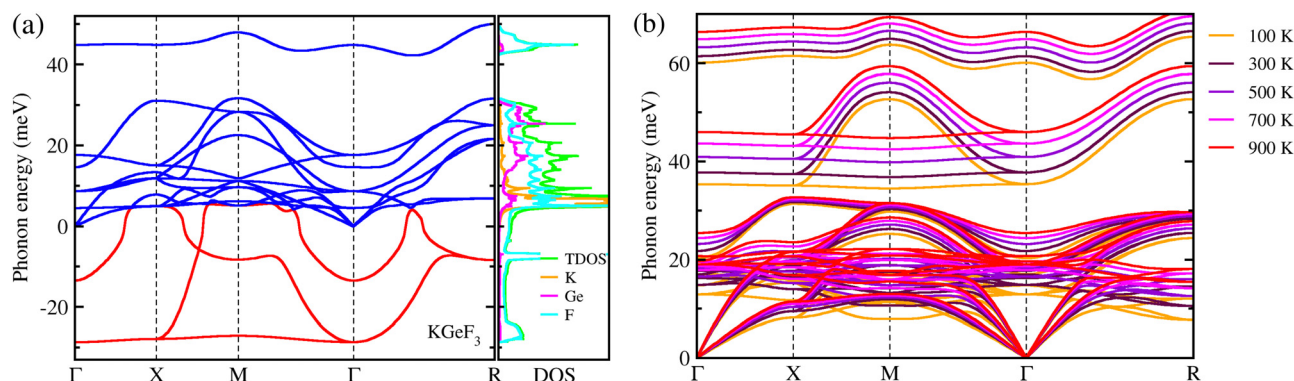 (a)
Phonon energy (meV)
40
20
0
-20
Γ X M Γ R
KGeF3
TDOS
K
Ge
F
DOS
(b)
Phonon energy (meV)
60
40
20
0
Γ X M Γ R
100 K
300 K
500 K
700 K
900 K